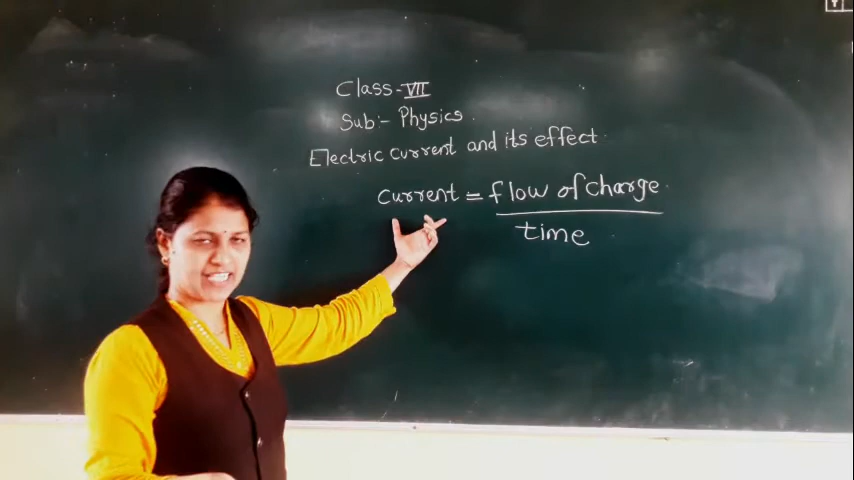 Class-VII
Sub:- Physics.
Electric current and its effect.
current = flow of charge.
time